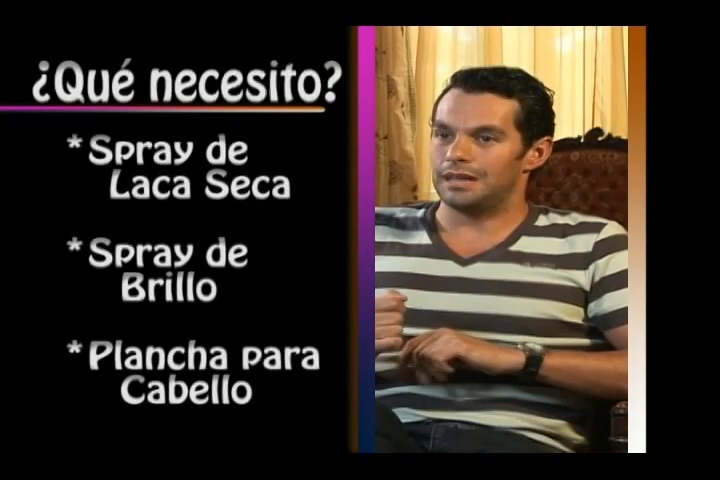 ¿Qué necesito?
*Spray de
Laca Seca
*Spray de
Brillo
*Plancha para
Cabello